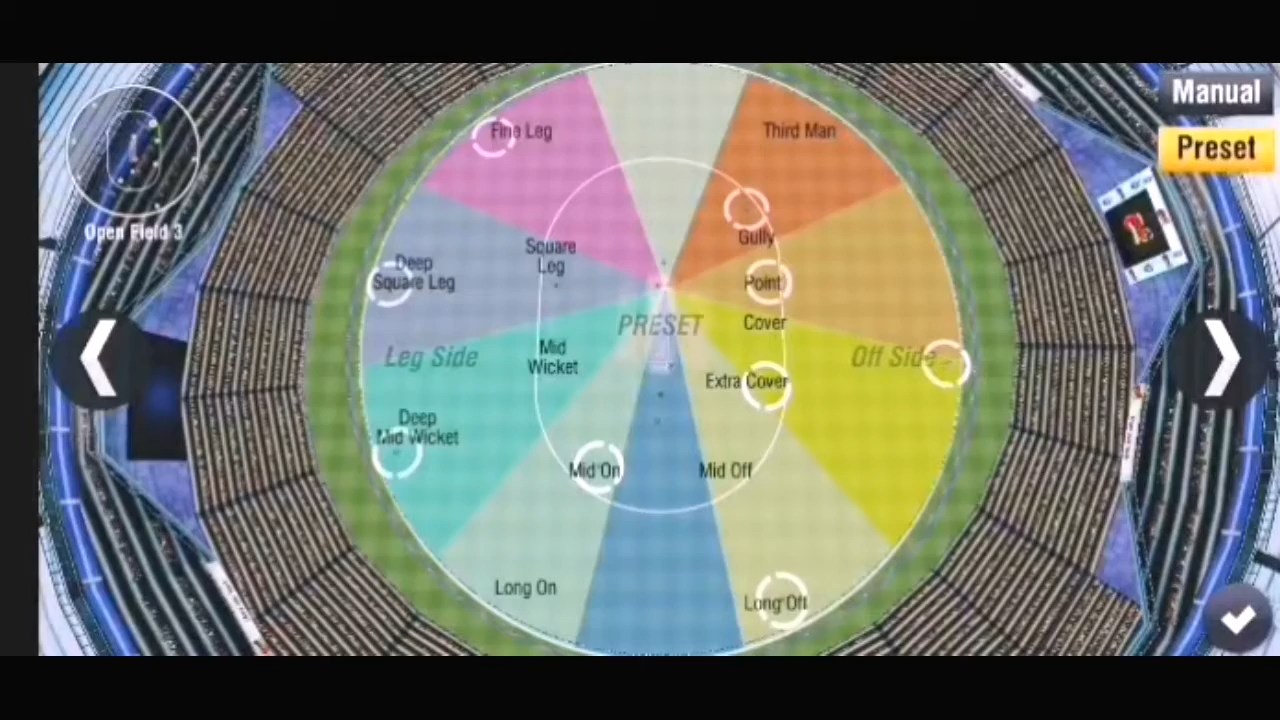 Manual
Preset
Fine Leg
Third Man
Open Field 3
Gully
Square
Leg
Deep
Square Leg
Point
PRESET
Cover
Leg Side
Mid
Wicket
Off Side
Extra Cover
Deep
Mid Wicket
Mid On
Mid Off
Long On
Long Off